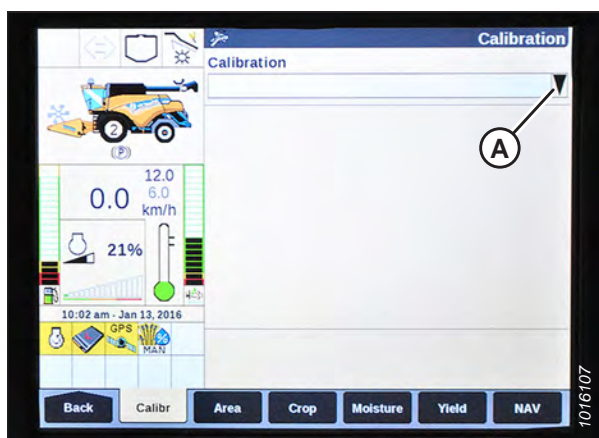 Calibration
Calibration
A
2
(P)
12.0
0.0 6.0
km/h
21%
10:02 am - Jan 13, 2016
GPS
MAN
Back Calibr Area Crop Moisture Yield NAV
1016107